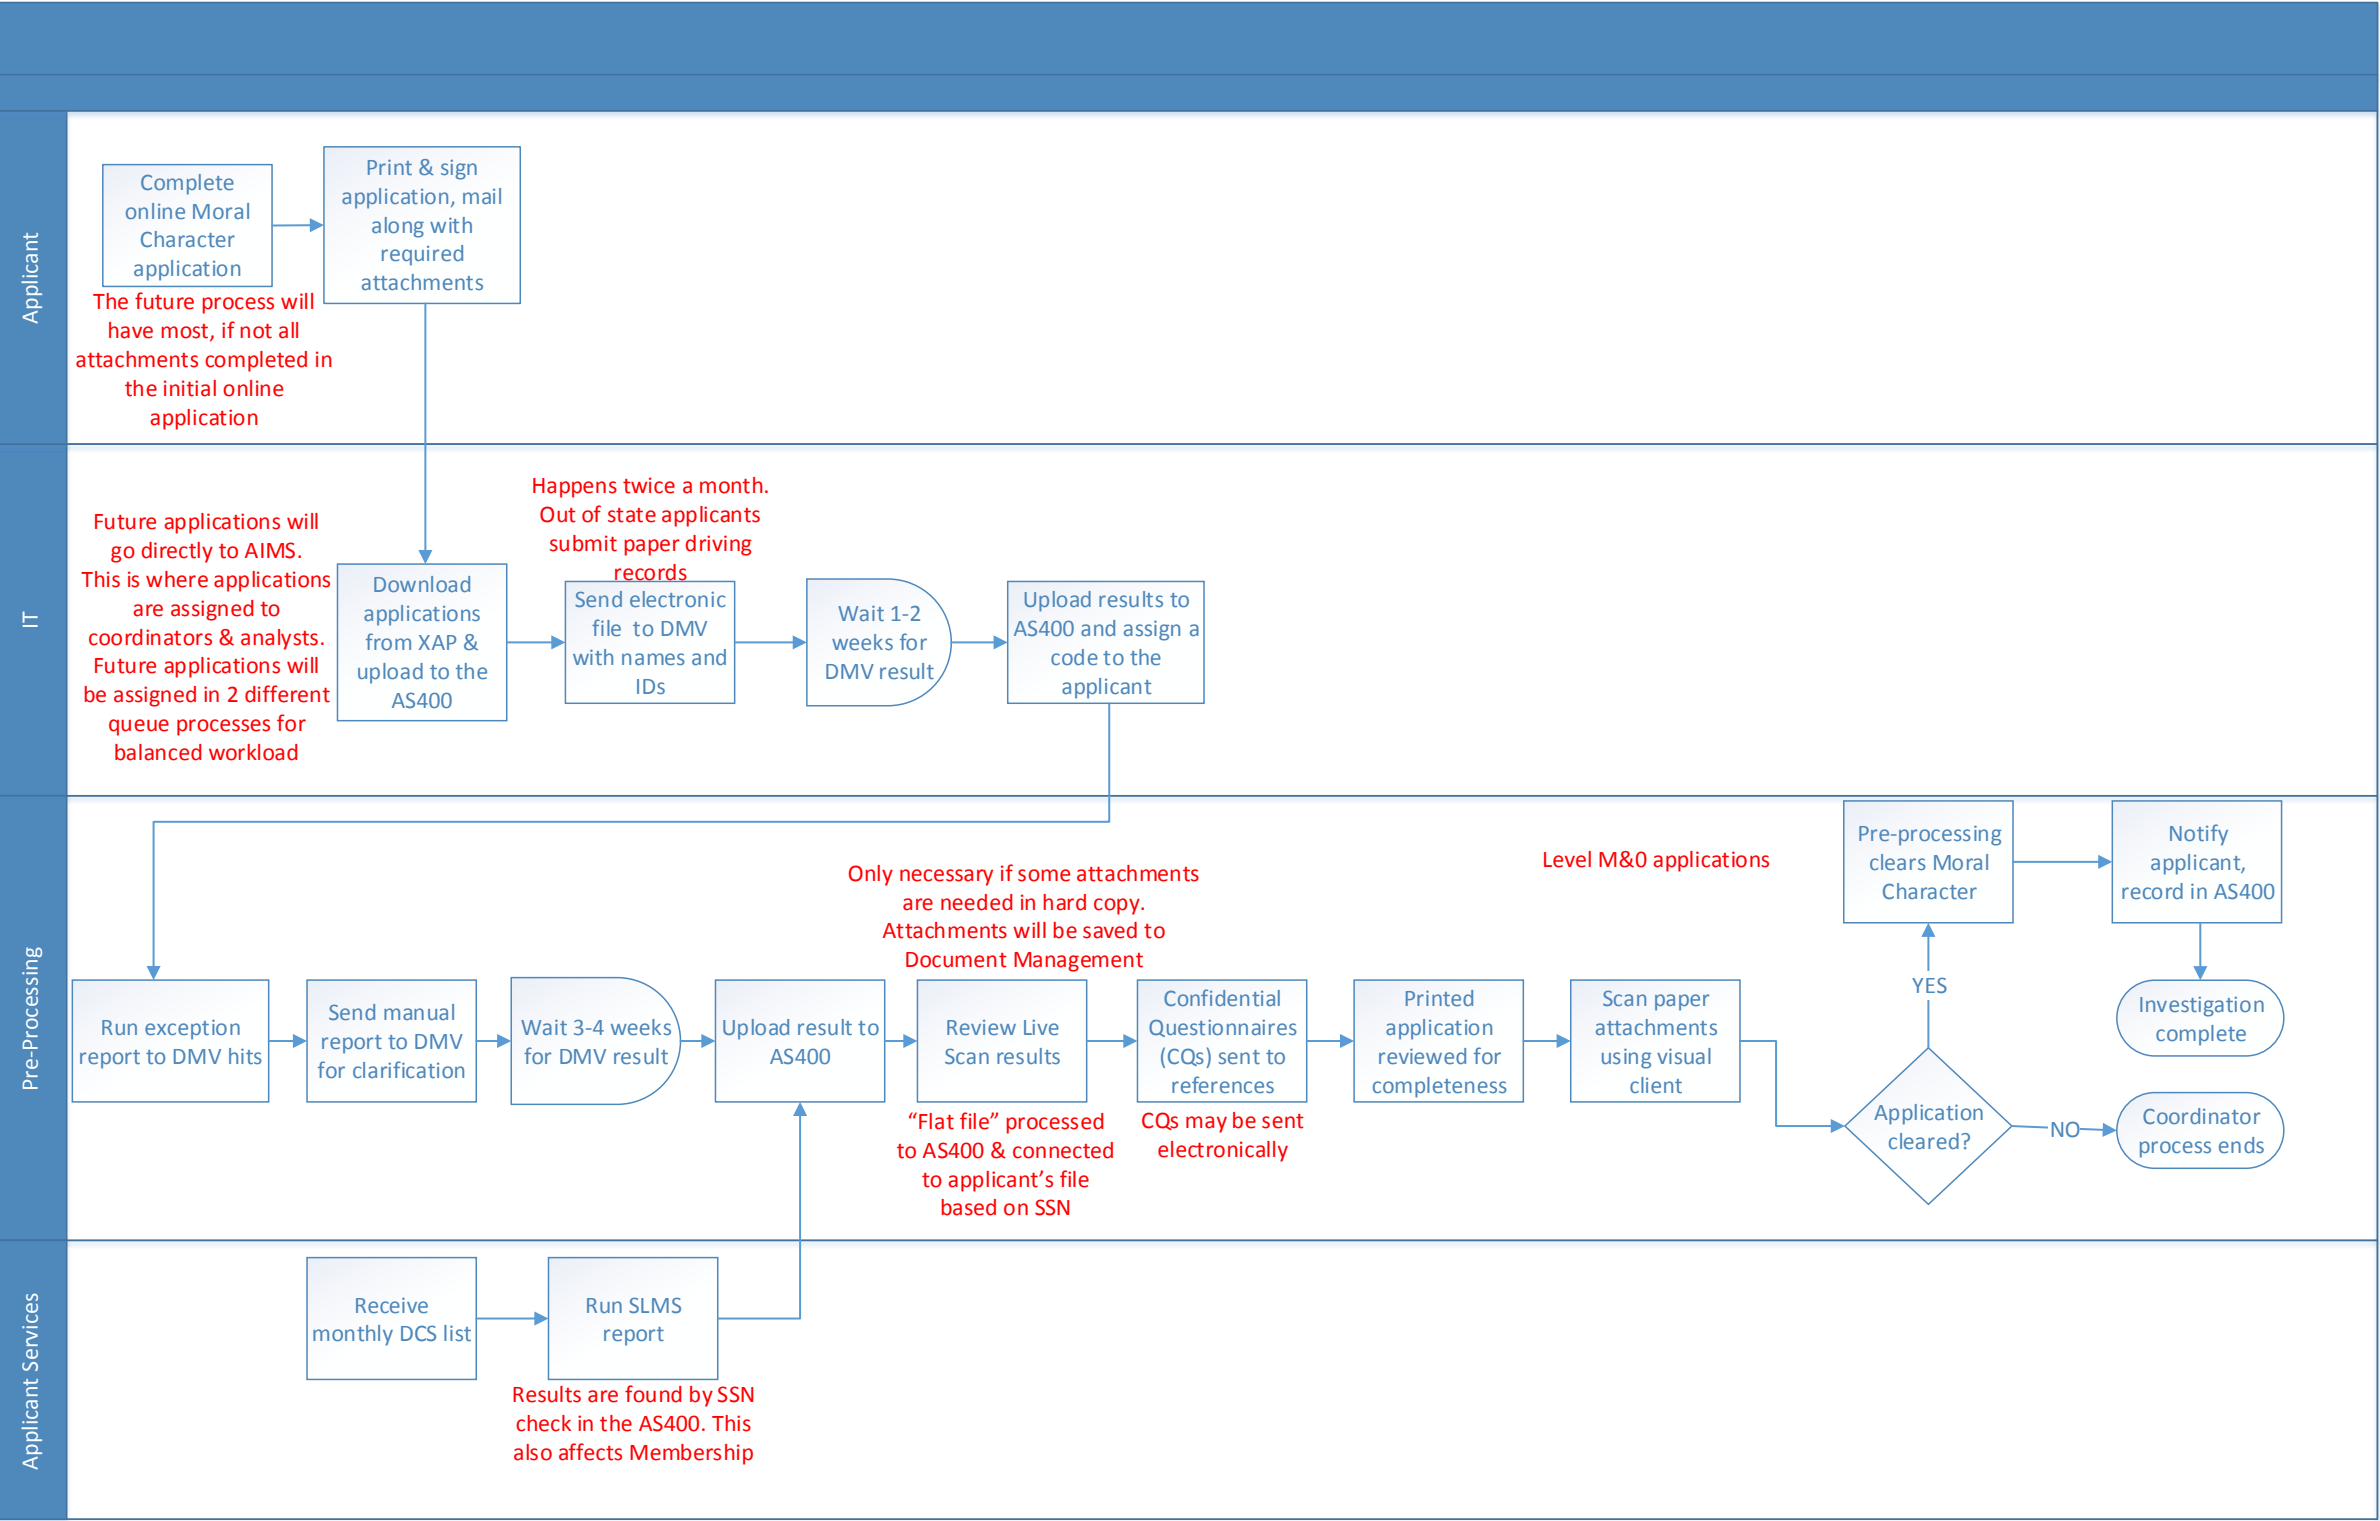 Applicant
Complete
online Moral
Character
application
Print & sign
application, mail
along with
required
attachments
The future process will
have most, if not all
attachments completed in
the initial online
application
IT
Future applications will
go directly to AIMS.
This is where applications
are assigned to
coordinators & analysts.
Future applications will
be assigned in 2 different
queue processes for
balanced workload
Download
applications
from XAP &
upload to the
AS400
Happens twice a month.
Out of state applicants
submit paper driving
records
Send electronic
file to DMV
with names and
IDs
Wait 1-2
weeks for
DMV result
Upload results to
AS400 and assign a
code to the
applicant
Pre-Processing
Run exception
report to DMV hits
Send manual
report to DMV
for clarification
Wait 3-4 weeks
for DMV result
Upload result to
AS400
Only necessary if some attachments
are needed in hard copy.
Attachments will be saved to
Document Management
Review Live
Scan results
“Flat file” processed
to AS400 & connected
to applicant’s file
based on SSN
Confidential
Questionnaires
(CQs) sent to
references
CQs may be sent
electronically
Printed
application
reviewed for
completeness
Scan paper
attachments
using visual
client
Level M&0 applications
Application
cleared?
YES
Pre-processing
clears Moral
Character
Notify
applicant,
record in AS400
Investigation
complete
NO
Coordinator
process ends
Applicant Services
Receive
monthly DCS list
Run SLMS
report
Results are found by SSN
check in the AS400. This
also affects Membership